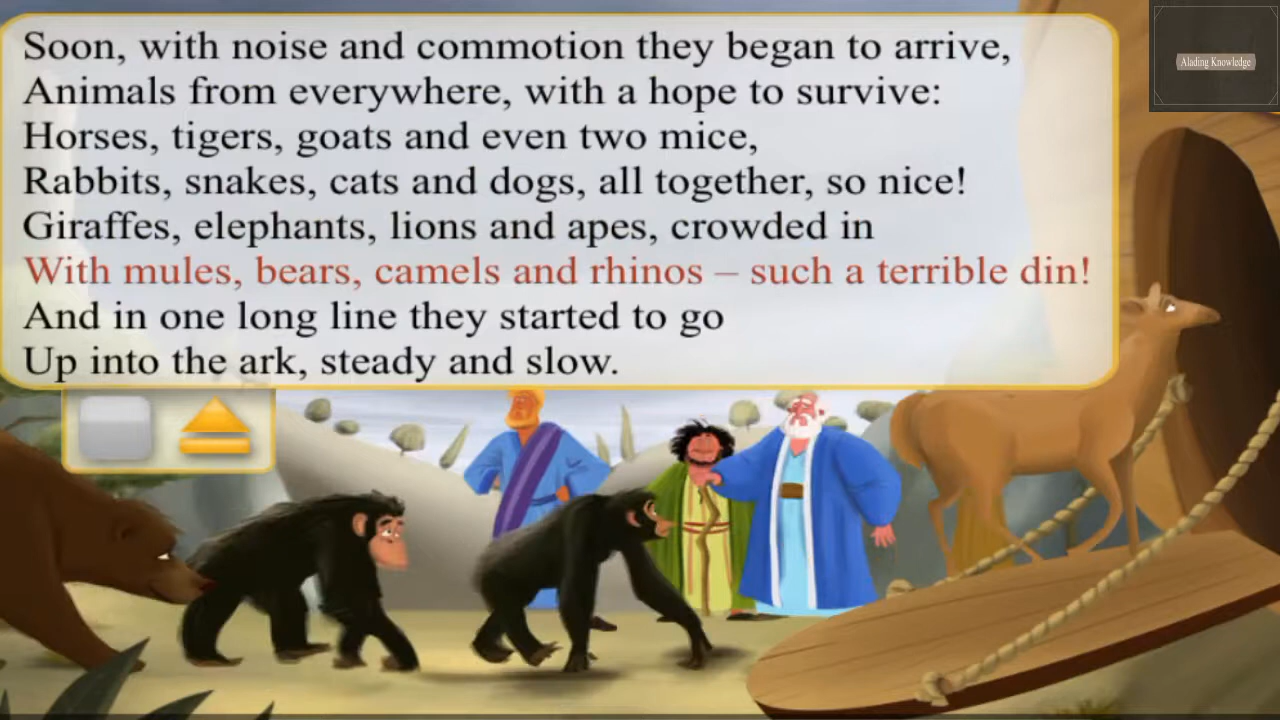 Soon, with noise and commotion they began to arrive,
Animals from everywhere, with a hope to survive:
Horses, tigers, goats and even two mice,
Rabbits, snakes, cats and dogs, all together, so nice!
Giraffes, elephants, lions and apes, crowded in
With mules, bears, camels and rhinos – such a terrible din!
And in one long line they started to go
Up into the ark, steady and slow.
Alading Knowledge